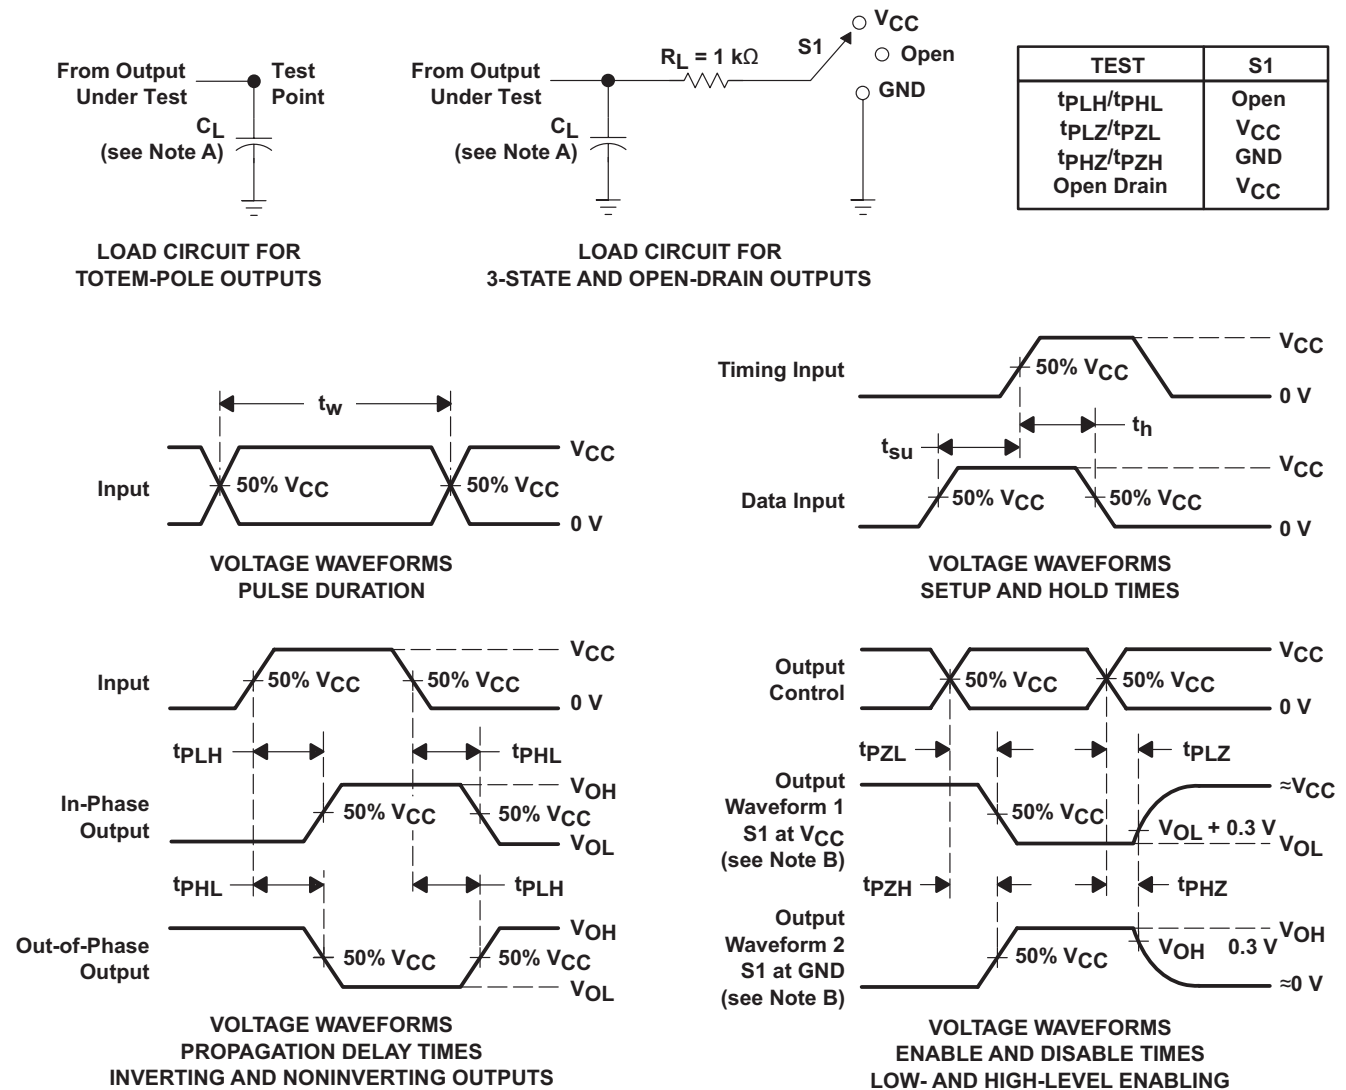 From Output
Under Test
Test
Point
CL
(see Note A)
LOAD CIRCUIT FOR
TOTEM-POLE OUTPUTS
From Output
Under Test
RL = 1 kΩ
S1
VCC
Open
GND
CL
(see Note A)
LOAD CIRCUIT FOR
3-STATE AND OPEN-DRAIN OUTPUTS
TEST S1
tPLH/tPHL Open
tPLZ/tPZL VCC
tPHZ/tPZH GND
Open Drain VCC
tw
Input
50% VCC
50% VCC
VCC
0 V
VOLTAGE WAVEFORMS
PULSE DURATION
Timing Input
50% VCC
VCC
0 V
th
tsu
Data Input
50% VCC
50% VCC
VCC
0 V
VOLTAGE WAVEFORMS
SETUP AND HOLD TIMES
Input
50% VCC
50% VCC
VCC
0 V
tPLH
tPHL
In-Phase
Output
50% VCC
50% VCC
VOH
VOL
tPHL
tPLH
Out-of-Phase
Output
50% VCC
50% VCC
VOH
VOL
VOLTAGE WAVEFORMS
PROPAGATION DELAY TIMES
INVERTING AND NONINVERTING OUTPUTS
Output
Control
50% VCC
50% VCC
VCC
0 V
tPZL
tPLZ
Output
Waveform 1
S1 at VCC
(see Note B)
50% VCC
VOL + 0.3 V
≈VCC
VOL
tPZH
tPHZ
Output
Waveform 2
S1 at GND
(see Note B)
50% VCC
VOH 0.3 V
VOH
≈0 V
VOLTAGE WAVEFORMS
ENABLE AND DISABLE TIMES
LOW- AND HIGH-LEVEL ENABLING